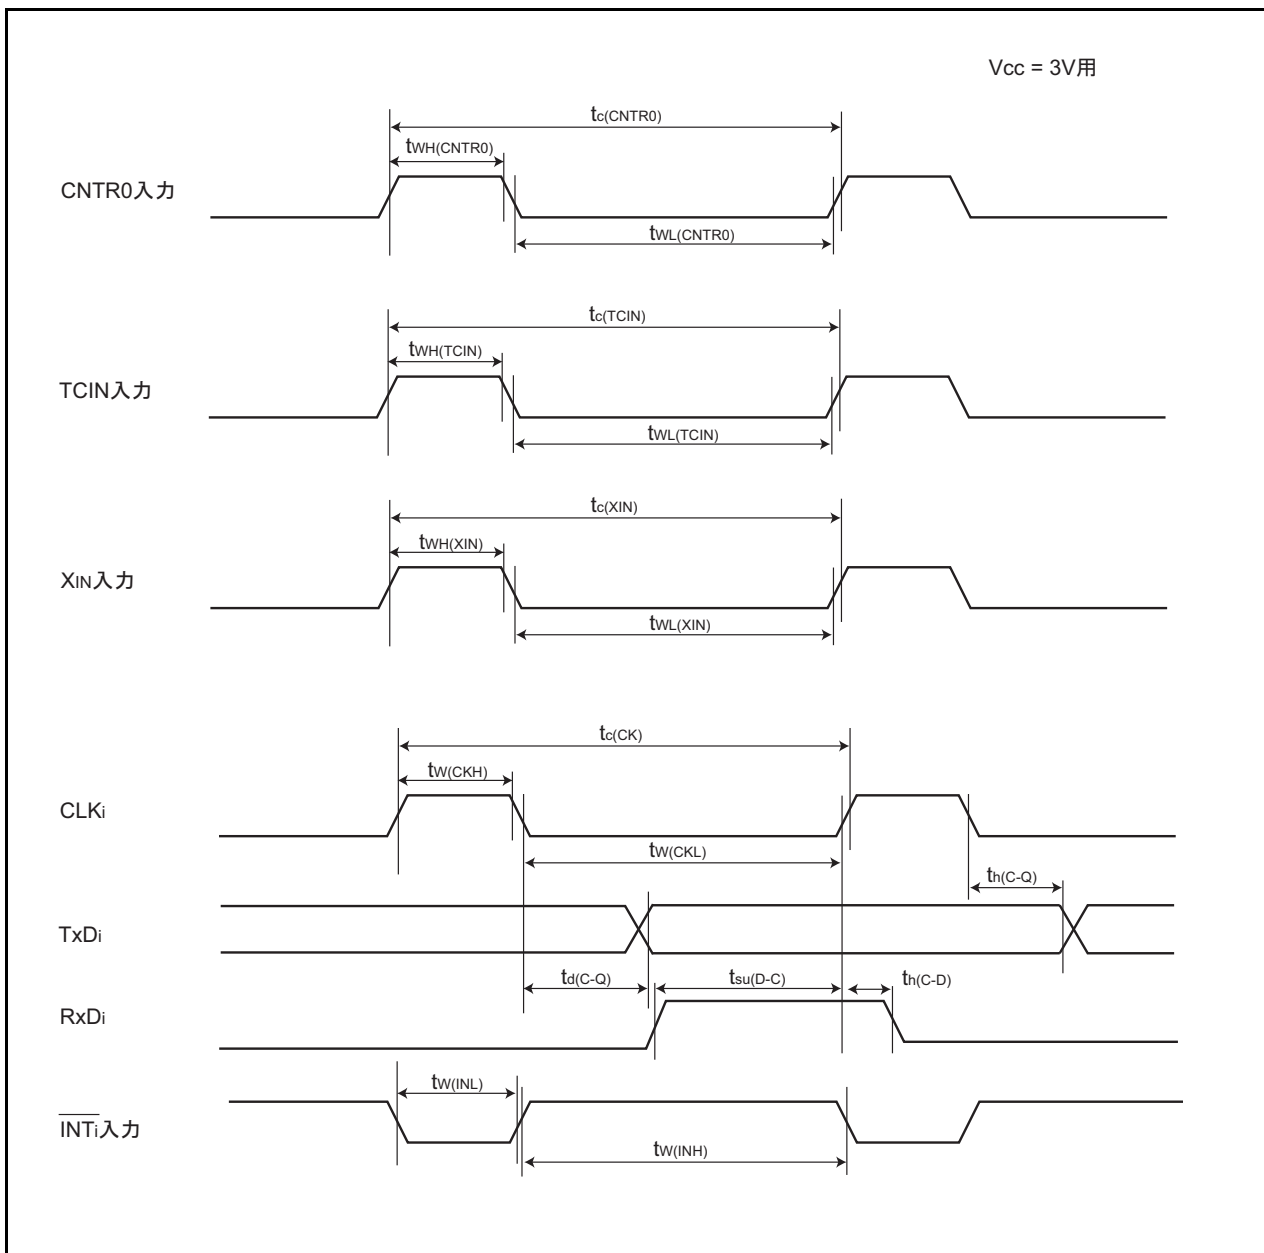 Vcc = 3V用
tc(CNTR0)
tWH(CNTR0)
CNTR0入力
tWL(CNTR0)
tc(TCIN)
tWH(TCIN)
TCIN入力
tWL(TCIN)
tc(XIN)
tWH(XIN)
XIN入力
tWL(XIN)
tc(CK)
tW(CKH)
CLKi
tW(CKL)
th(C-Q)
TxDi
td(C-Q)
tsu(D-C)
th(C-D)
RxDi
tW(INL)
INTi入力
tW(INH)